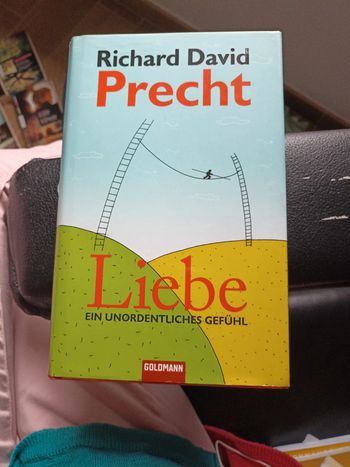 Richard David
Precht
Liebe
EIN UNORDENTLICHES GEFÜHL
GOLDMANN